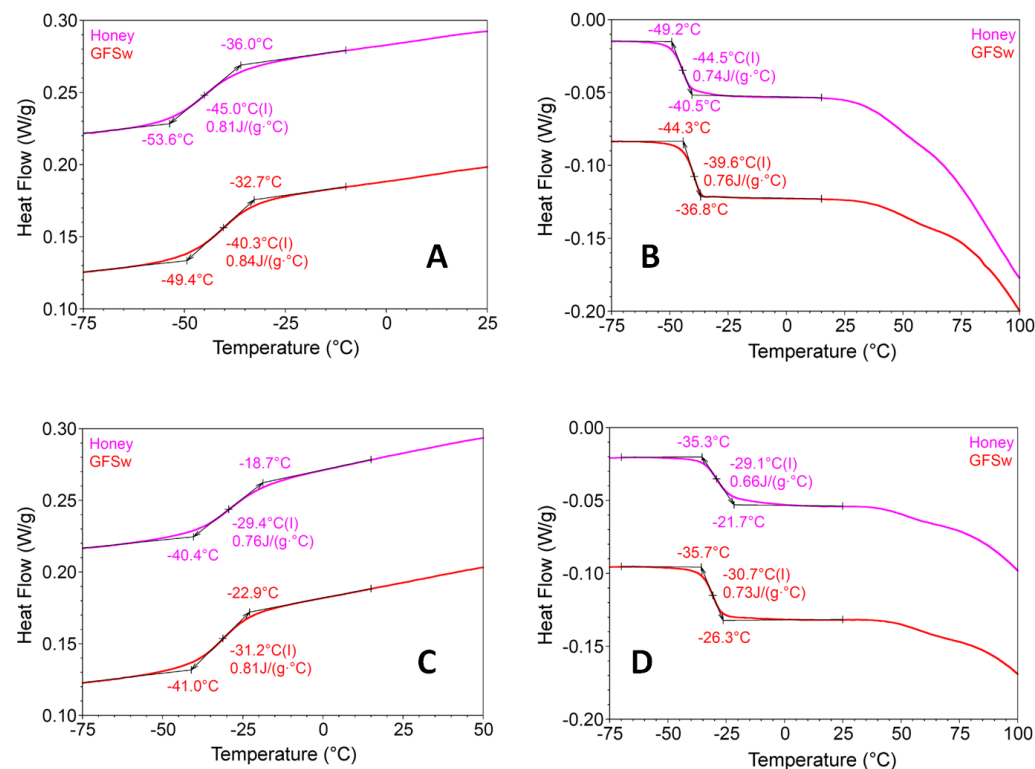 0.30
Honey
GFSw
-36.0°C
0.25
-45.0°C(I)
0.81J/(g·°C)
-53.6°C
0.20
-32.7°C
0.15
-40.3°C(I)
0.84J/(g·°C)
-49.4°C
A
0.10
-75
-50
-25
0
25
Temperature (°C)
Heat Flow (W/g)
0.00
-49.2°C
Honey
GFSw
-44.5°C(I)
0.74J/(g·°C)
-0.05
-40.5°C
-44.3°C
-39.6°C(I)
0.76J/(g·°C)
-0.10
-36.8°C
-0.15
B
-0.20
-75
-50
-25
0
25
50
75
100
Temperature (°C)
Heat Flow (W/g)
0.30
Honey
GFSw
-18.7°C
0.25
-29.4°C(I)
0.76J/(g·°C)
-40.4°C
0.20
-22.9°C
0.15
-31.2°C(I)
0.81J/(g·°C)
-41.0°C
C
0.10
-75
-50
-25
0
25
50
Temperature (°C)
Heat Flow (W/g)
0.00
-35.3°C
Honey
GFSw
-29.1°C(I)
0.66J/(g·°C)
-0.05
-21.7°C
-35.7°C
-0.10
-30.7°C(I)
0.73J/(g·°C)
-26.3°C
-0.15
D
-0.20
-75
-50
-25
0
25
50
75
100
Temperature (°C)
Heat Flow (W/g)